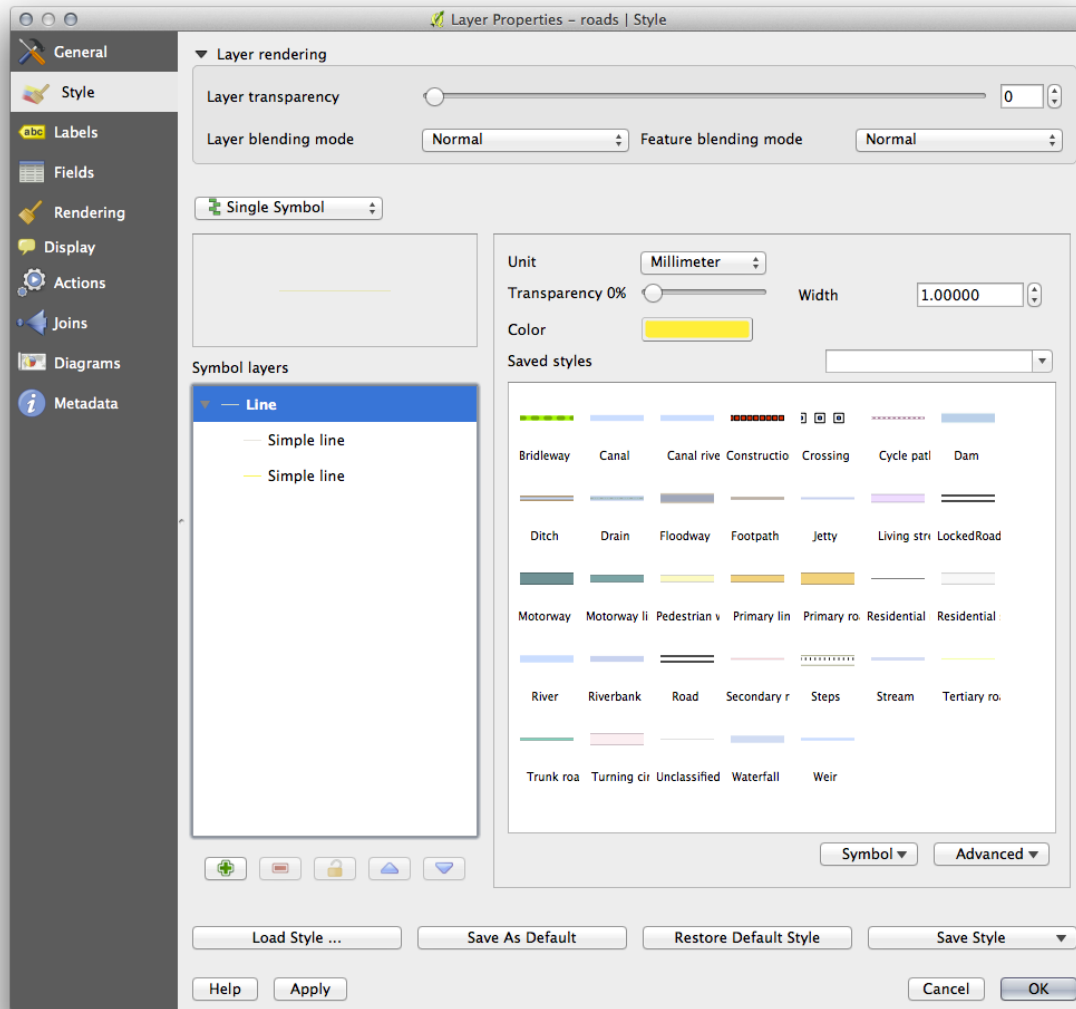 Layer Properties – roads | Style
General
Style
abc Labels
Fields
Rendering
Display
Actions
Joins
Diagrams
i Metadata
Layer rendering
Layer transparency 0
Layer blending mode Normal Feature blending mode Normal
Single Symbol
Unit Millimeter
Transparency 0% Width 1.00000
Color
Saved styles
Symbol layers
Line
Simple line
Simple line
Bridleway Canal Canal rive Constructio Crossing Cycle patl Dam
Ditch Drain Floodway Footpath Jetty Living stre LockedRoad
Motorway Motorway li Pedestrian v Primary lin Primary ro Residential Residential
River Riverbank Road Secondary r Steps Stream Tertiary ro
Trunk roa Turning cir Unclassified Waterfall Weir
Symbol Advanced
Load Style ... Save As Default Restore Default Style Save Style
Help Apply Cancel OK